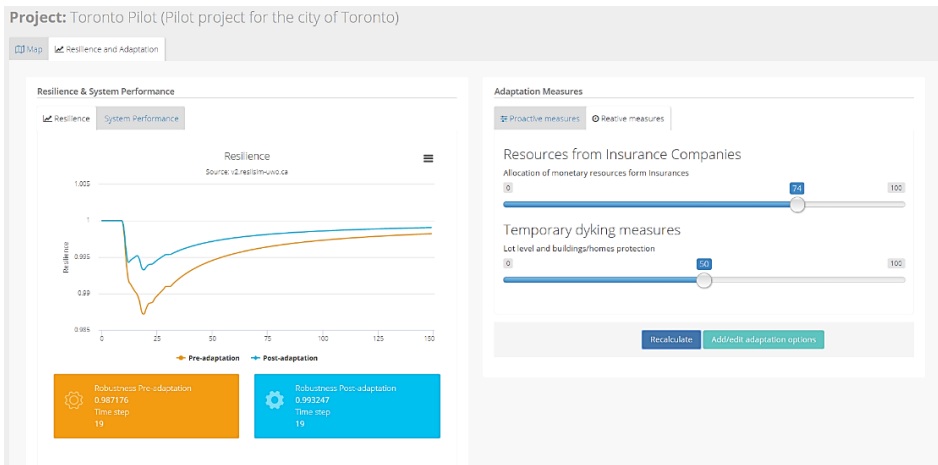 Project: Toronto Pilot (Pilot project for the city of Toronto)
Map Resilience and Adaptation
Resilience & System Performance
Resilience System Performance
Resilience
Source: v2.resilsim-uwo.ca
1.005
1
0.995
0.99
0.985
Resilience
0 25 50 75 100 125 150
Pre-adaptation Post-adaptation
Robustness Pre-adaptation
0.987176
Time step
19
Robustness Post-adaptation
0.993247
Time step
19
Adaptation Measures
Proactive measures Reative measures
Resources from Insurance Companies
Allocation of monetary resources form Insurances
0 74 100
Temporary dyking measures
Lot level and buildings/homes protection
0 50 100
Recalculate Add/edit adaptation options